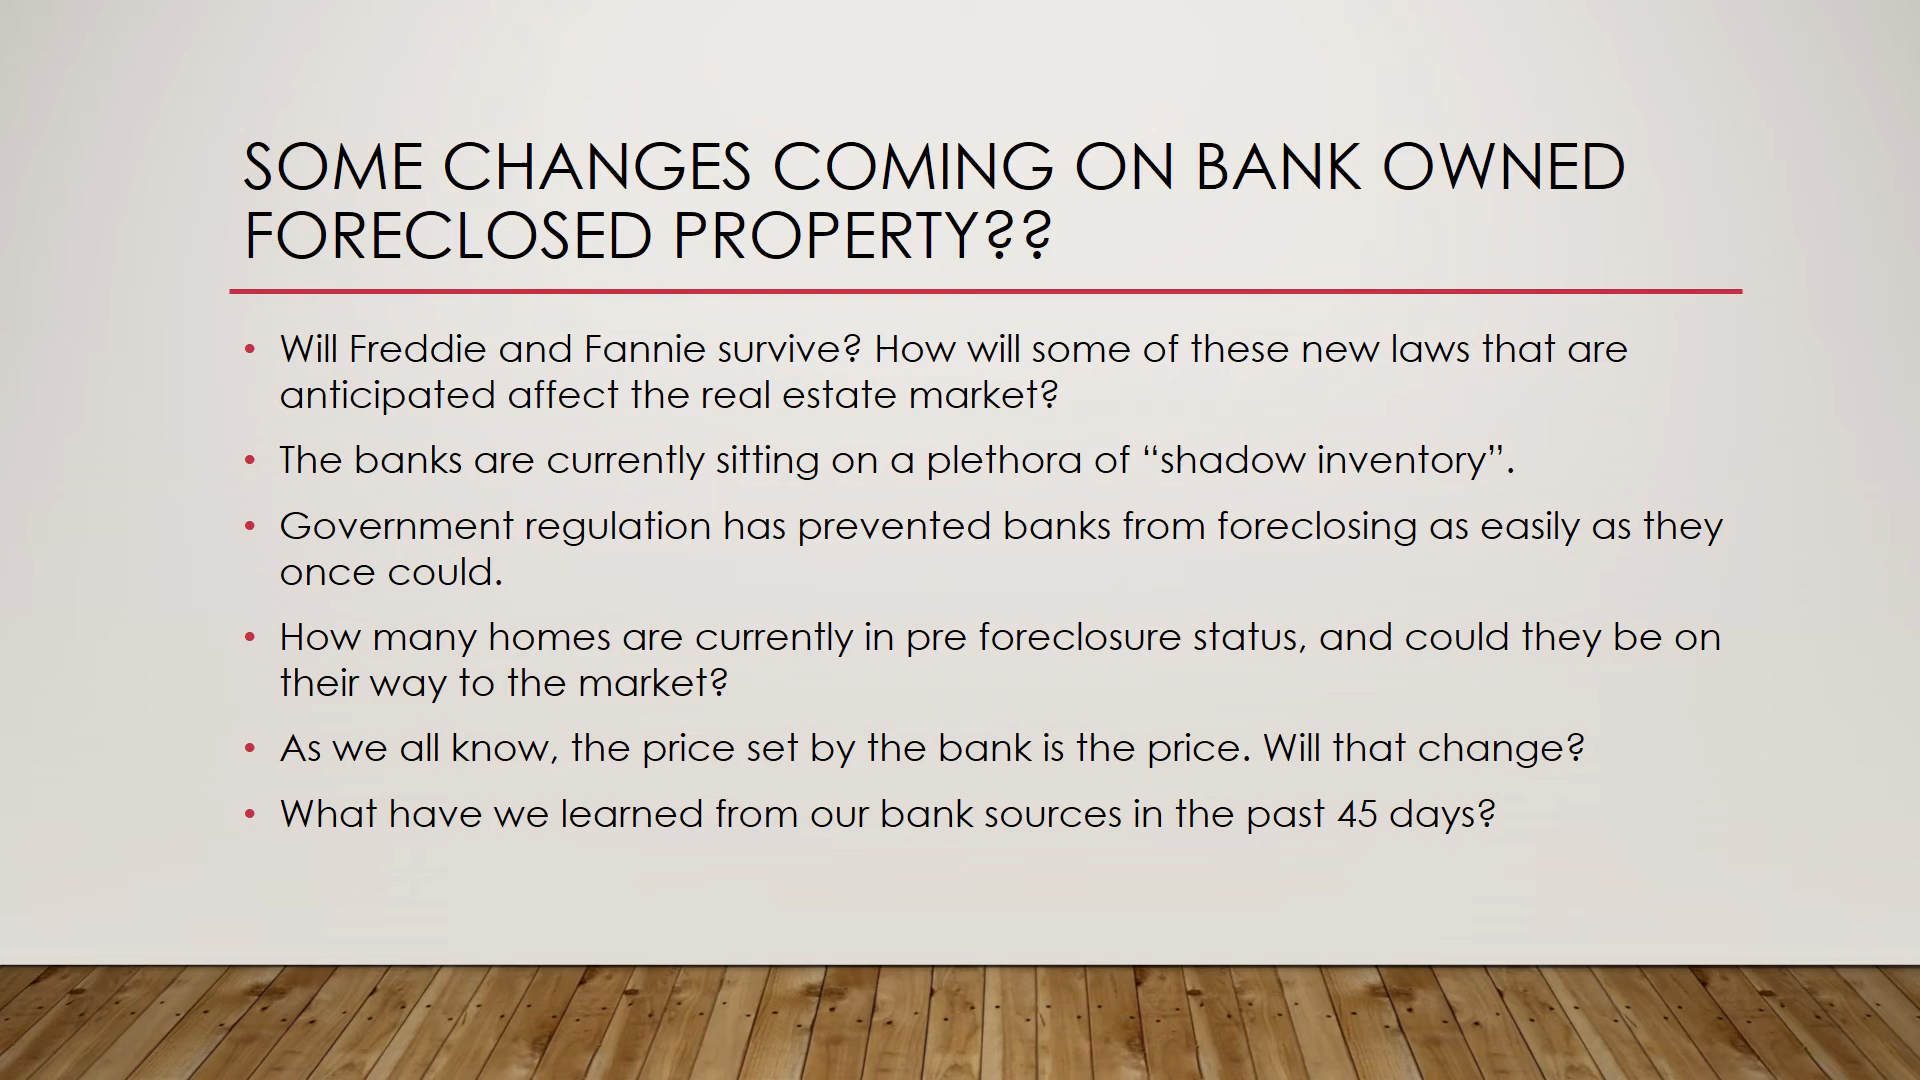 SOME CHANGES COMING ON BANK OWNED
FORECLOSED PROPERTY??
• Will Freddie and Fannie survive? How will some of these new laws that are
anticipated affect the real estate market?
• The banks are currently sitting on a plethora of “shadow inventory”.
• Government regulation has prevented banks from foreclosing as easily as they
once could.
• How many homes are currently in pre foreclosure status, and could they be on
their way to the market?
• As we all know, the price set by the bank is the price. Will that change?
• What have we learned from our bank sources in the past 45 days?